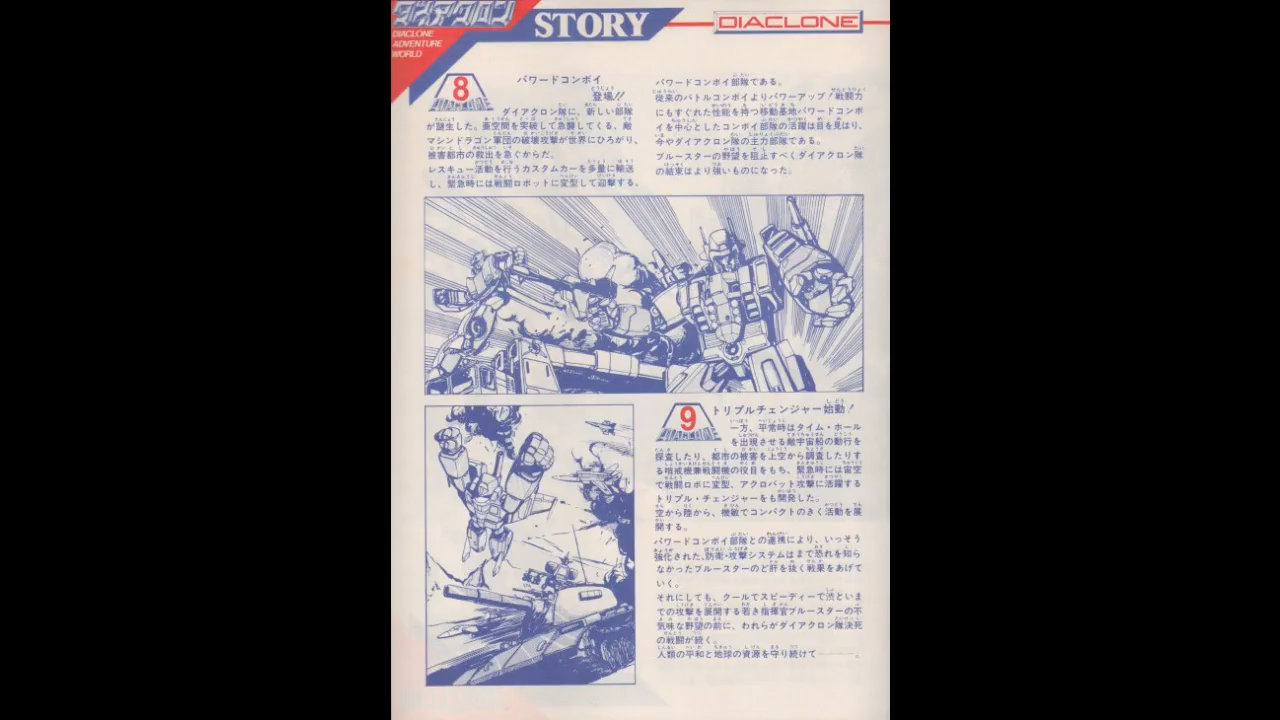 ダイアクロン
DIACLONE
ADVENTURE
WORLD
STORY
DIACLONE
8
DIACLONE
パワードコンボイ
登場!!
ダイアクロン隊に、新しい部隊
が誕生した。亜空間を突破して急襲してくる、敵
マシンドラゴン軍団の破壊攻撃が世界にひろがり、
被害都市の救出を急ぐからだ。
レスキュー活動を行うカスタムカーを多量に輸送
し、緊急時には戦闘ロボットに変型して迎撃する、
パワードコンボイ部隊である。
従来のバトルコンボイよりパワーアップ!戦闘力
にもすぐれた性能を持つ移動基地パワードコンボ
イを中心としたコンボイ部隊の活躍は目を見はり、
今やダイアクロン隊の主力部隊である。
ブルースターの野望を阻止すべくダイアクロン隊
の結束はより強いものになった。
9
DIACLONE
トリプルチェンジャー始動!
一方、平常時はタイム・ホール
を出現させる敵宇宙船の動行を
探査したり、都市の被害を上空から調査したりす
る哨戒機兼戦闘機の役目をもち、緊急時には宙空
で戦闘ロボに変型、アクロバット攻撃に活躍する
トリプル・チェンジャーをも開発した。
空から陸から、機敏でコンパクトのきく活動を展
開する。
パワードコンボイ部隊との連携により、いっそう
強化された、防衛・攻撃システムはまで恐れを知ら
なかったブルースターのど肝を抜く戦果をあげて
いく。
それにしても、クールでスピーディーで渋といま
での攻撃を展開する若き指揮官ブルースターの不
気味な野望の前に、われらがダイアクロン隊決死
の戦闘が続く。
人類の平和と地球の資源を守り続けて————。